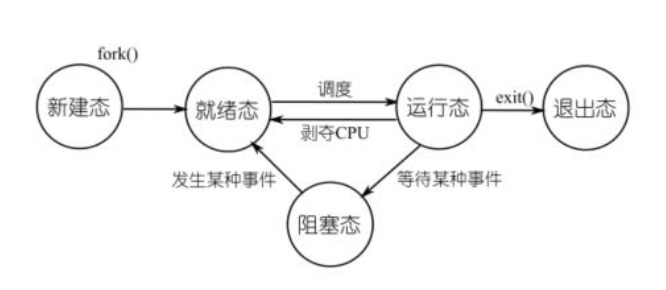 fork()
新建态
就绪态
调度
剥夺CPU
运行态
exit()
退出态
发生某种事件
等待某种事件
阻塞态